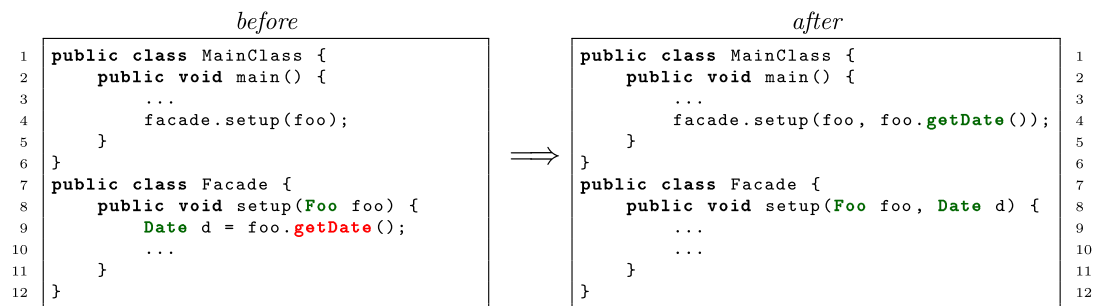 before
1 public class MainClass {
2 public void main() {
3 ...
4 facade.setup(foo);
5 }
6 }
7 public class Facade {
8 public void setup(Foo foo) {
9 Date d = foo.getDate();
10 ...
11 }
12 }
⟹
after
public class MainClass { 1
public void main() { 2
... 3
facade.setup(foo, foo.getDate()); 4
} 5
} 6
public class Facade { 7
public void setup(Foo foo, Date d) { 8
... 9
... 10
} 11
} 12